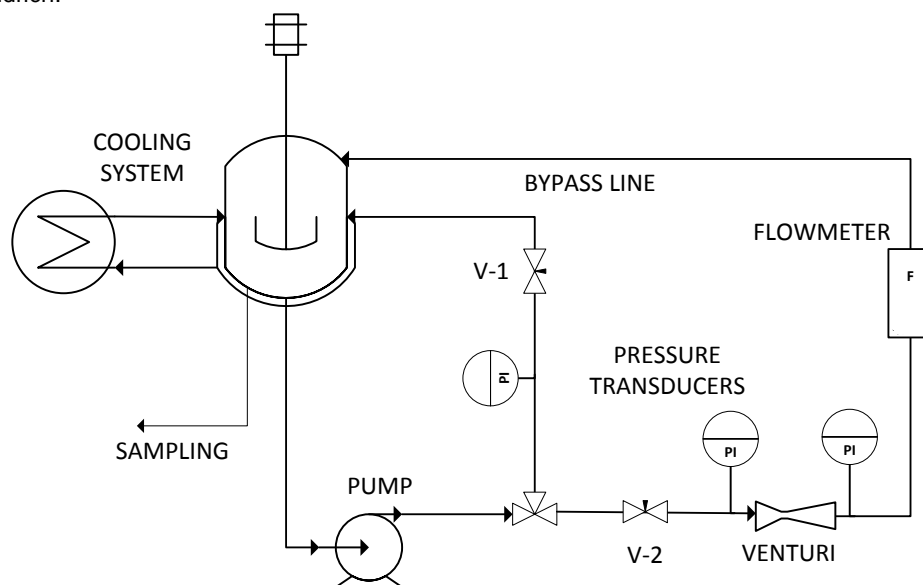 COOLING
SYSTEM
BYPASS LINE
FLOWMETER
F
V-1
PRESSURE
TRANSDUCERS
PI
PI
PI
SAMPLING
PUMP
V-2
VENTURI